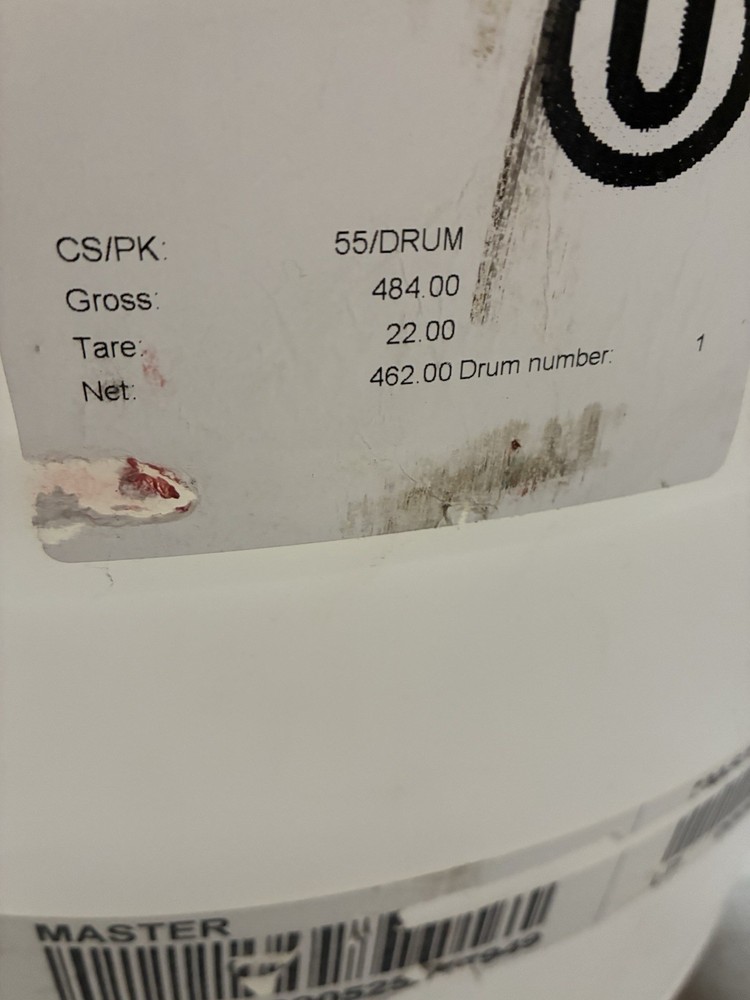 U
CS/PK: 55/DRUM
Gross: 484.00
Tare: 22.00
Net: 462.00 Drum number: 1
MASTER